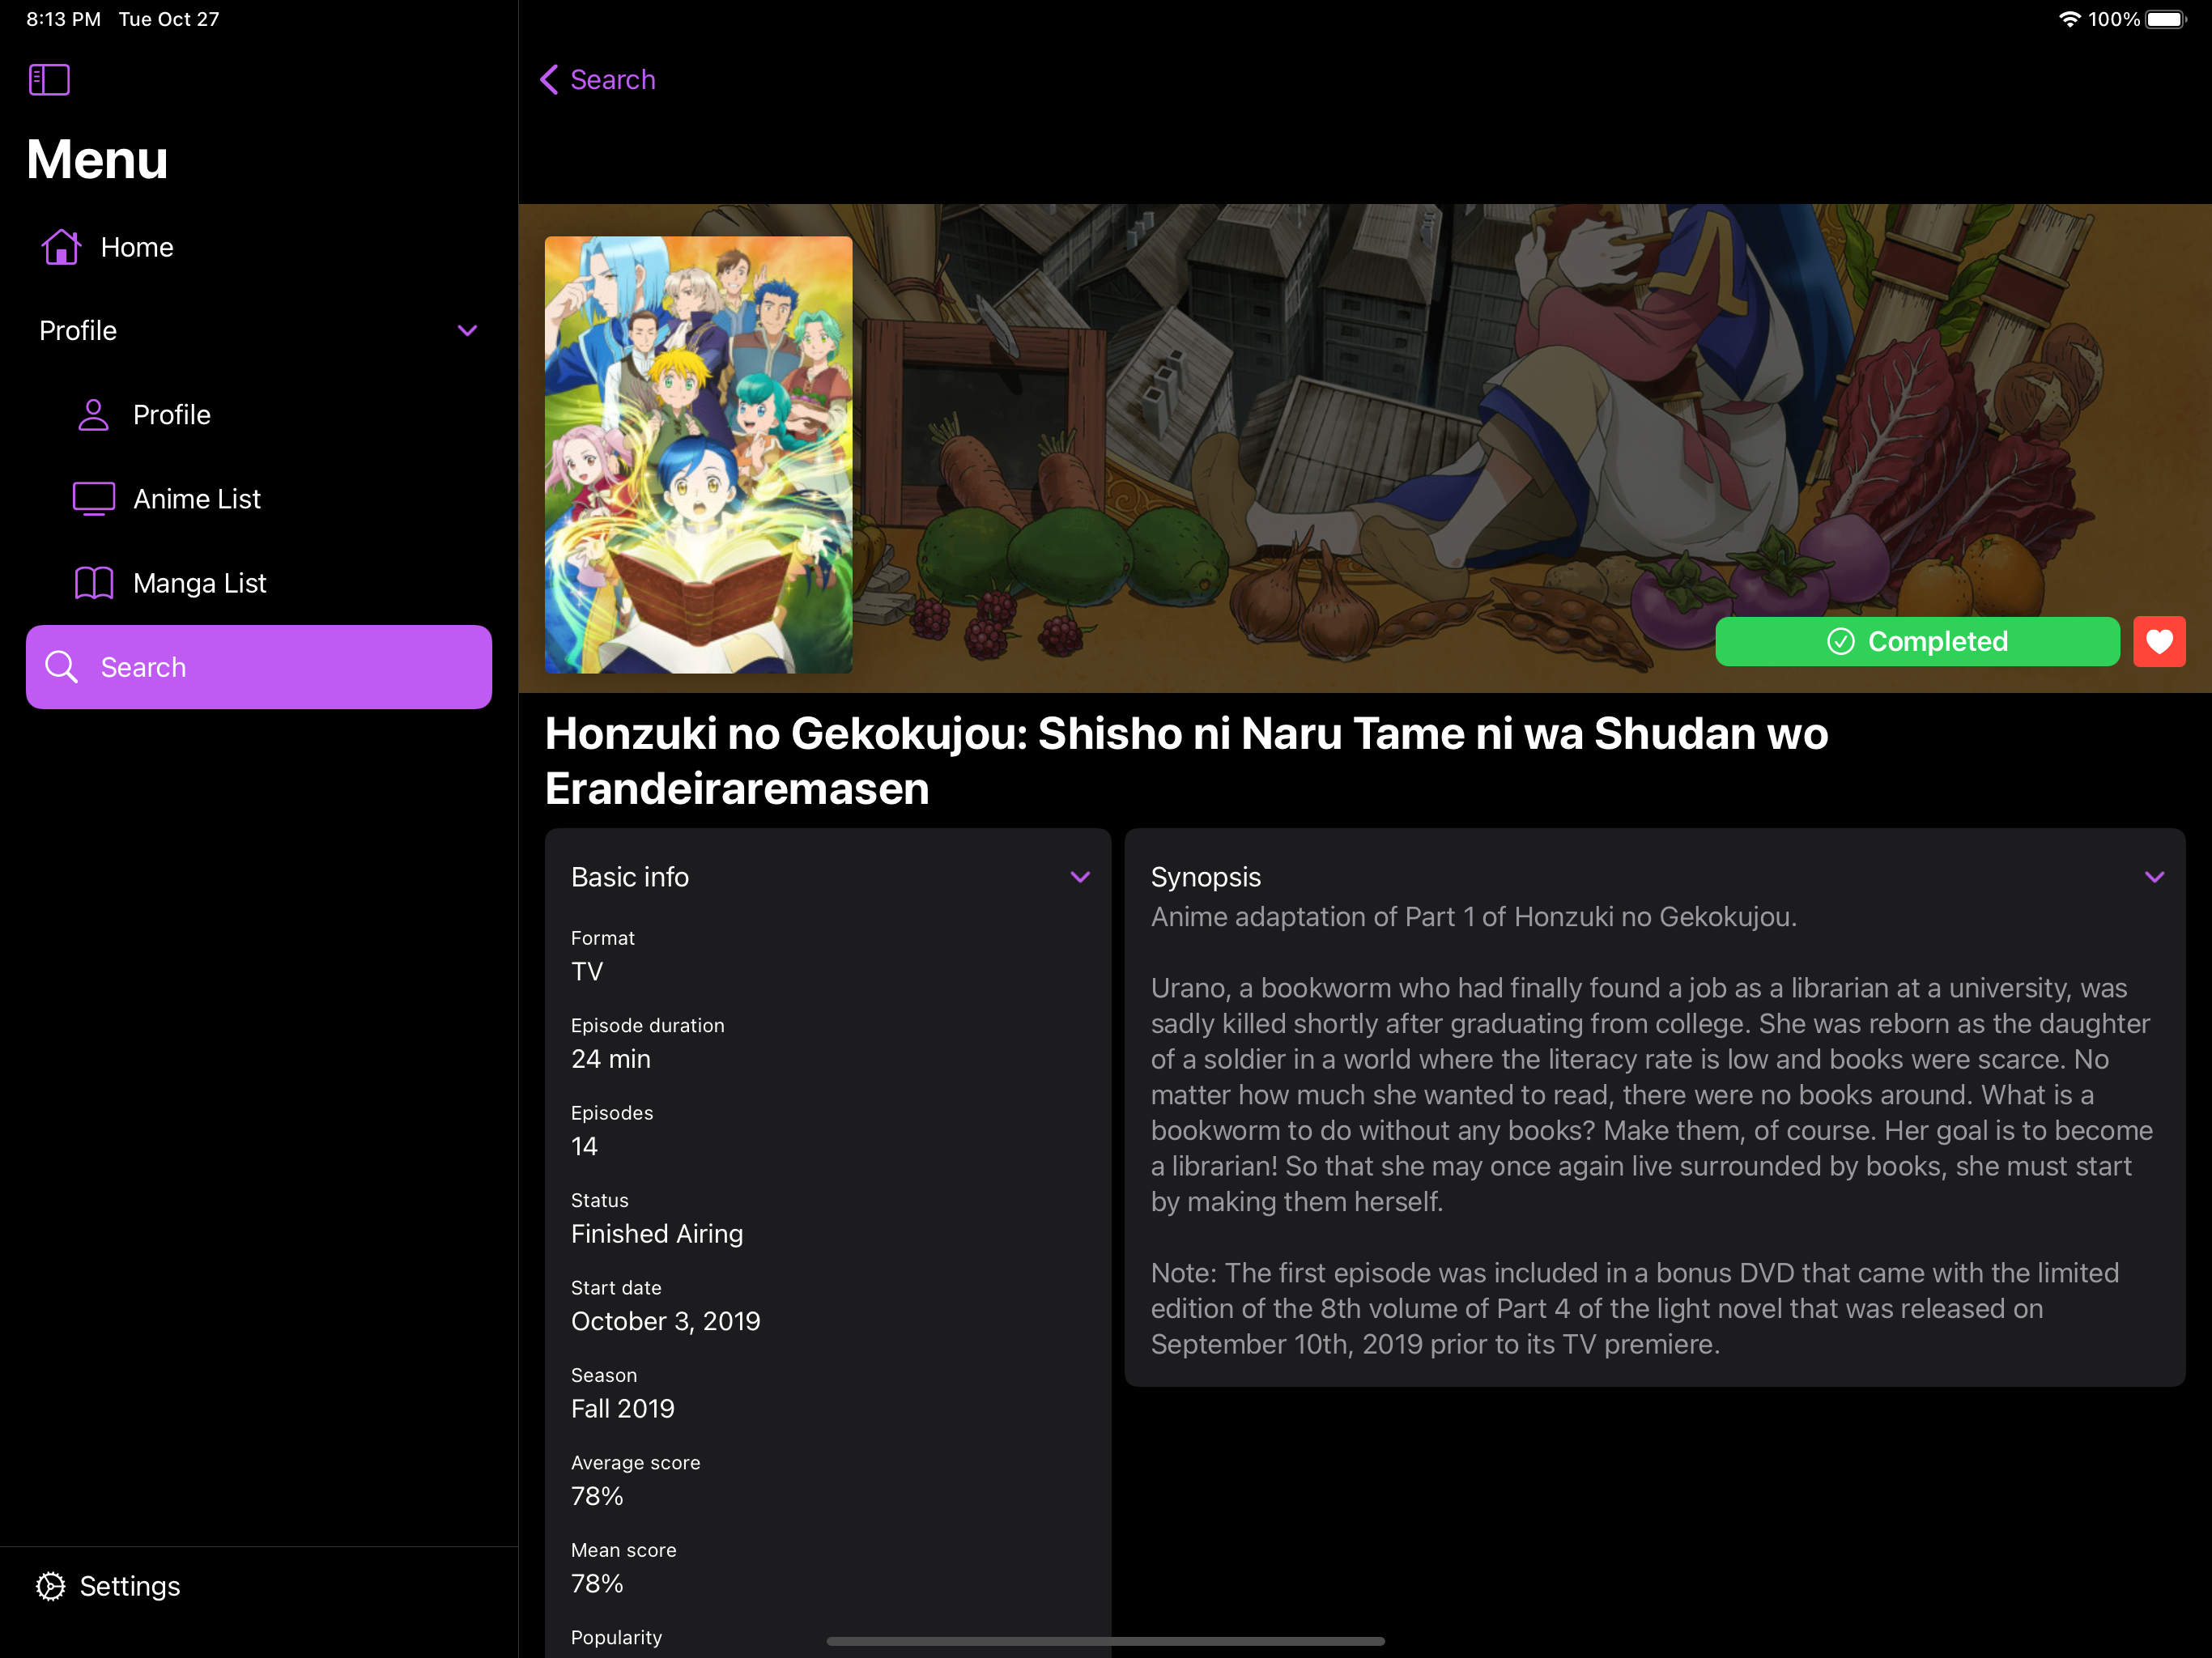 8:13 PM Tue Oct 27
100%
Menu
Home
Profile
Profile
Anime List
Manga List
Search
Settings
Search
Completed
Honzuki no Gekokujou: Shisho ni Naru Tame ni wa Shudan wo
Erandeiraremasen
Basic info
Format
TV
Episode duration
24 min
Episodes
14
Status
Finished Airing
Start date
October 3, 2019
Season
Fall 2019
Average score
78%
Mean score
78%
Popularity
Synopsis
Anime adaptation of Part 1 of Honzuki no Gekokujou.
Urano, a bookworm who had finally found a job as a librarian at a university, was
sadly killed shortly after graduating from college. She was reborn as the daughter
of a soldier in a world where the literacy rate is low and books were scarce. No
matter how much she wanted to read, there were no books around. What is a
bookworm to do without any books? Make them, of course. Her goal is to become
a librarian! So that she may once again live surrounded by books, she must start
by making them herself.
Note: The first episode was included in a bonus DVD that came with the limited
edition of the 8th volume of Part 4 of the light novel that was released on
September 10th, 2019 prior to its TV premiere.